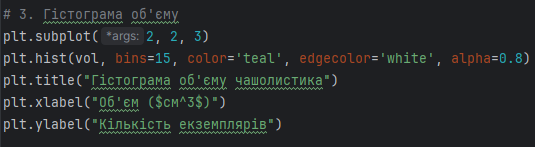 # 3. Гістограма об'єму
plt.subplot( *args: 2, 2, 3)
plt.hist(vol, bins=15, color='teal', edgecolor='white', alpha=0.8)
plt.title("Гістограма об'єму чашолистика")
plt.xlabel("Об'єм ($см^3$)")
plt.ylabel("Кількість екземплярів")